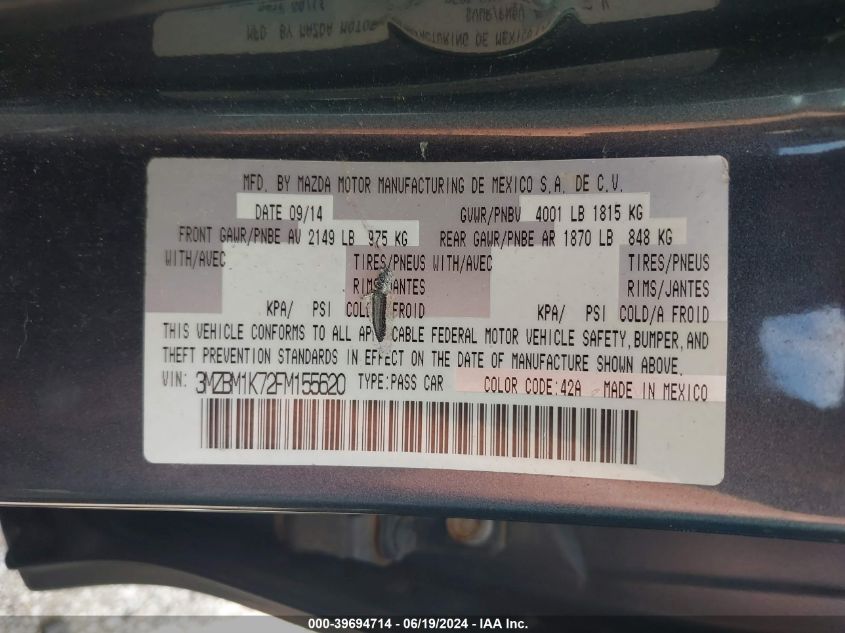 MFD. BY MAZDA MOTOR MANUFACTURING DE MEXICO S.A. DE C.V.
DATE 09/14 GVWR/PNBV 4001 LB 1815 KG
FRONT GAWR/PNBE AV 2149 LB 975 KG REAR GAWR/PNBE AR 1870 LB 848 KG
WITH/AVEC TIRES/PNEUS WITH/AVEC TIRES/PNEUS
RIMS/JANTES RIMS/JANTES
KPA/ PSI COLD/A FROID KPA/ PSI COLD/A FROID
THIS VEHICLE CONFORMS TO ALL APPLICABLE FEDERAL MOTOR VEHICLE SAFETY, BUMPER, AND
THEFT PREVENTION STANDARDS IN EFFECT ON THE DATE OF MANUFACTURE SHOWN ABOVE.
VIN: 3MZBM1K72FM155620 TYPE:PASS CAR COLOR CODE:42A MADE IN MEXICO
000-39694714 - 06/19/2024 - IAA Inc.